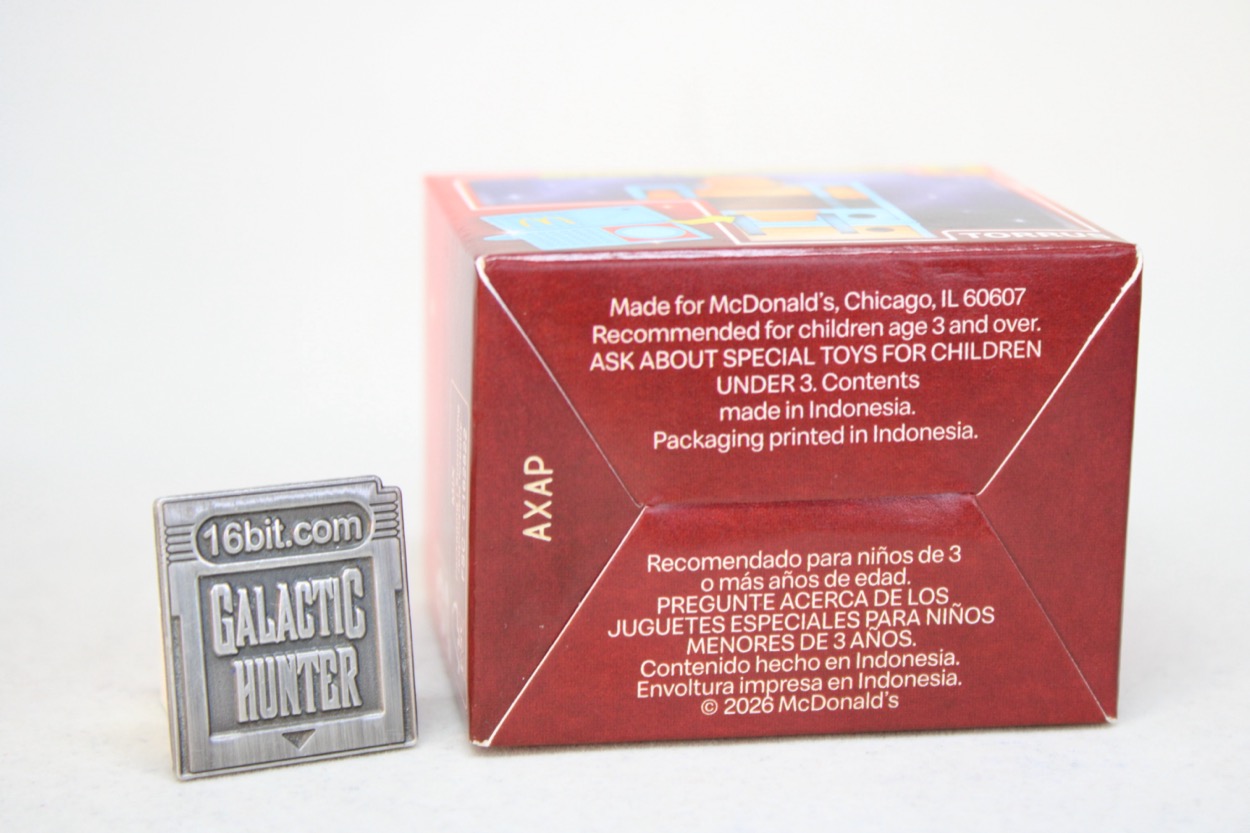 16bit.com
GALACTIC
HUNTER
Made for McDonald's, Chicago, IL 60607
Recommended for children age 3 and over.
ASK ABOUT SPECIAL TOYS FOR CHILDREN
UNDER 3. Contents
made in Indonesia.
Packaging printed in Indonesia.
AXAP
Recomendado para niños de 3
o más años de edad.
PREGUNTE ACERCA DE LOS
JUGUETES ESPECIALES PARA NIÑOS
MENORES DE 3 AÑOS.
Contenido hecho en Indonesia.
Envoltura impresa en Indonesia.
© 2026 McDonald's